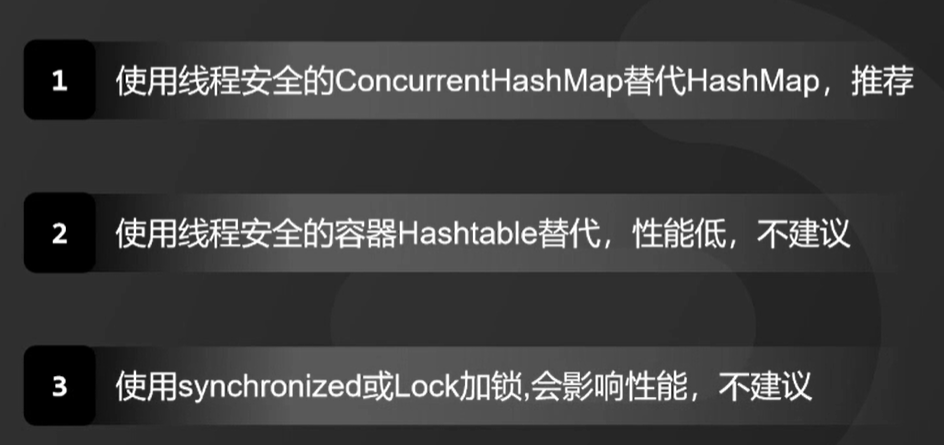 1 使用线程安全的ConcurrentHashMap替代HashMap，推荐
2 使用线程安全的容器Hashtable替代，性能低，不建议
3 使用synchronized或Lock加锁,会影响性能，不建议